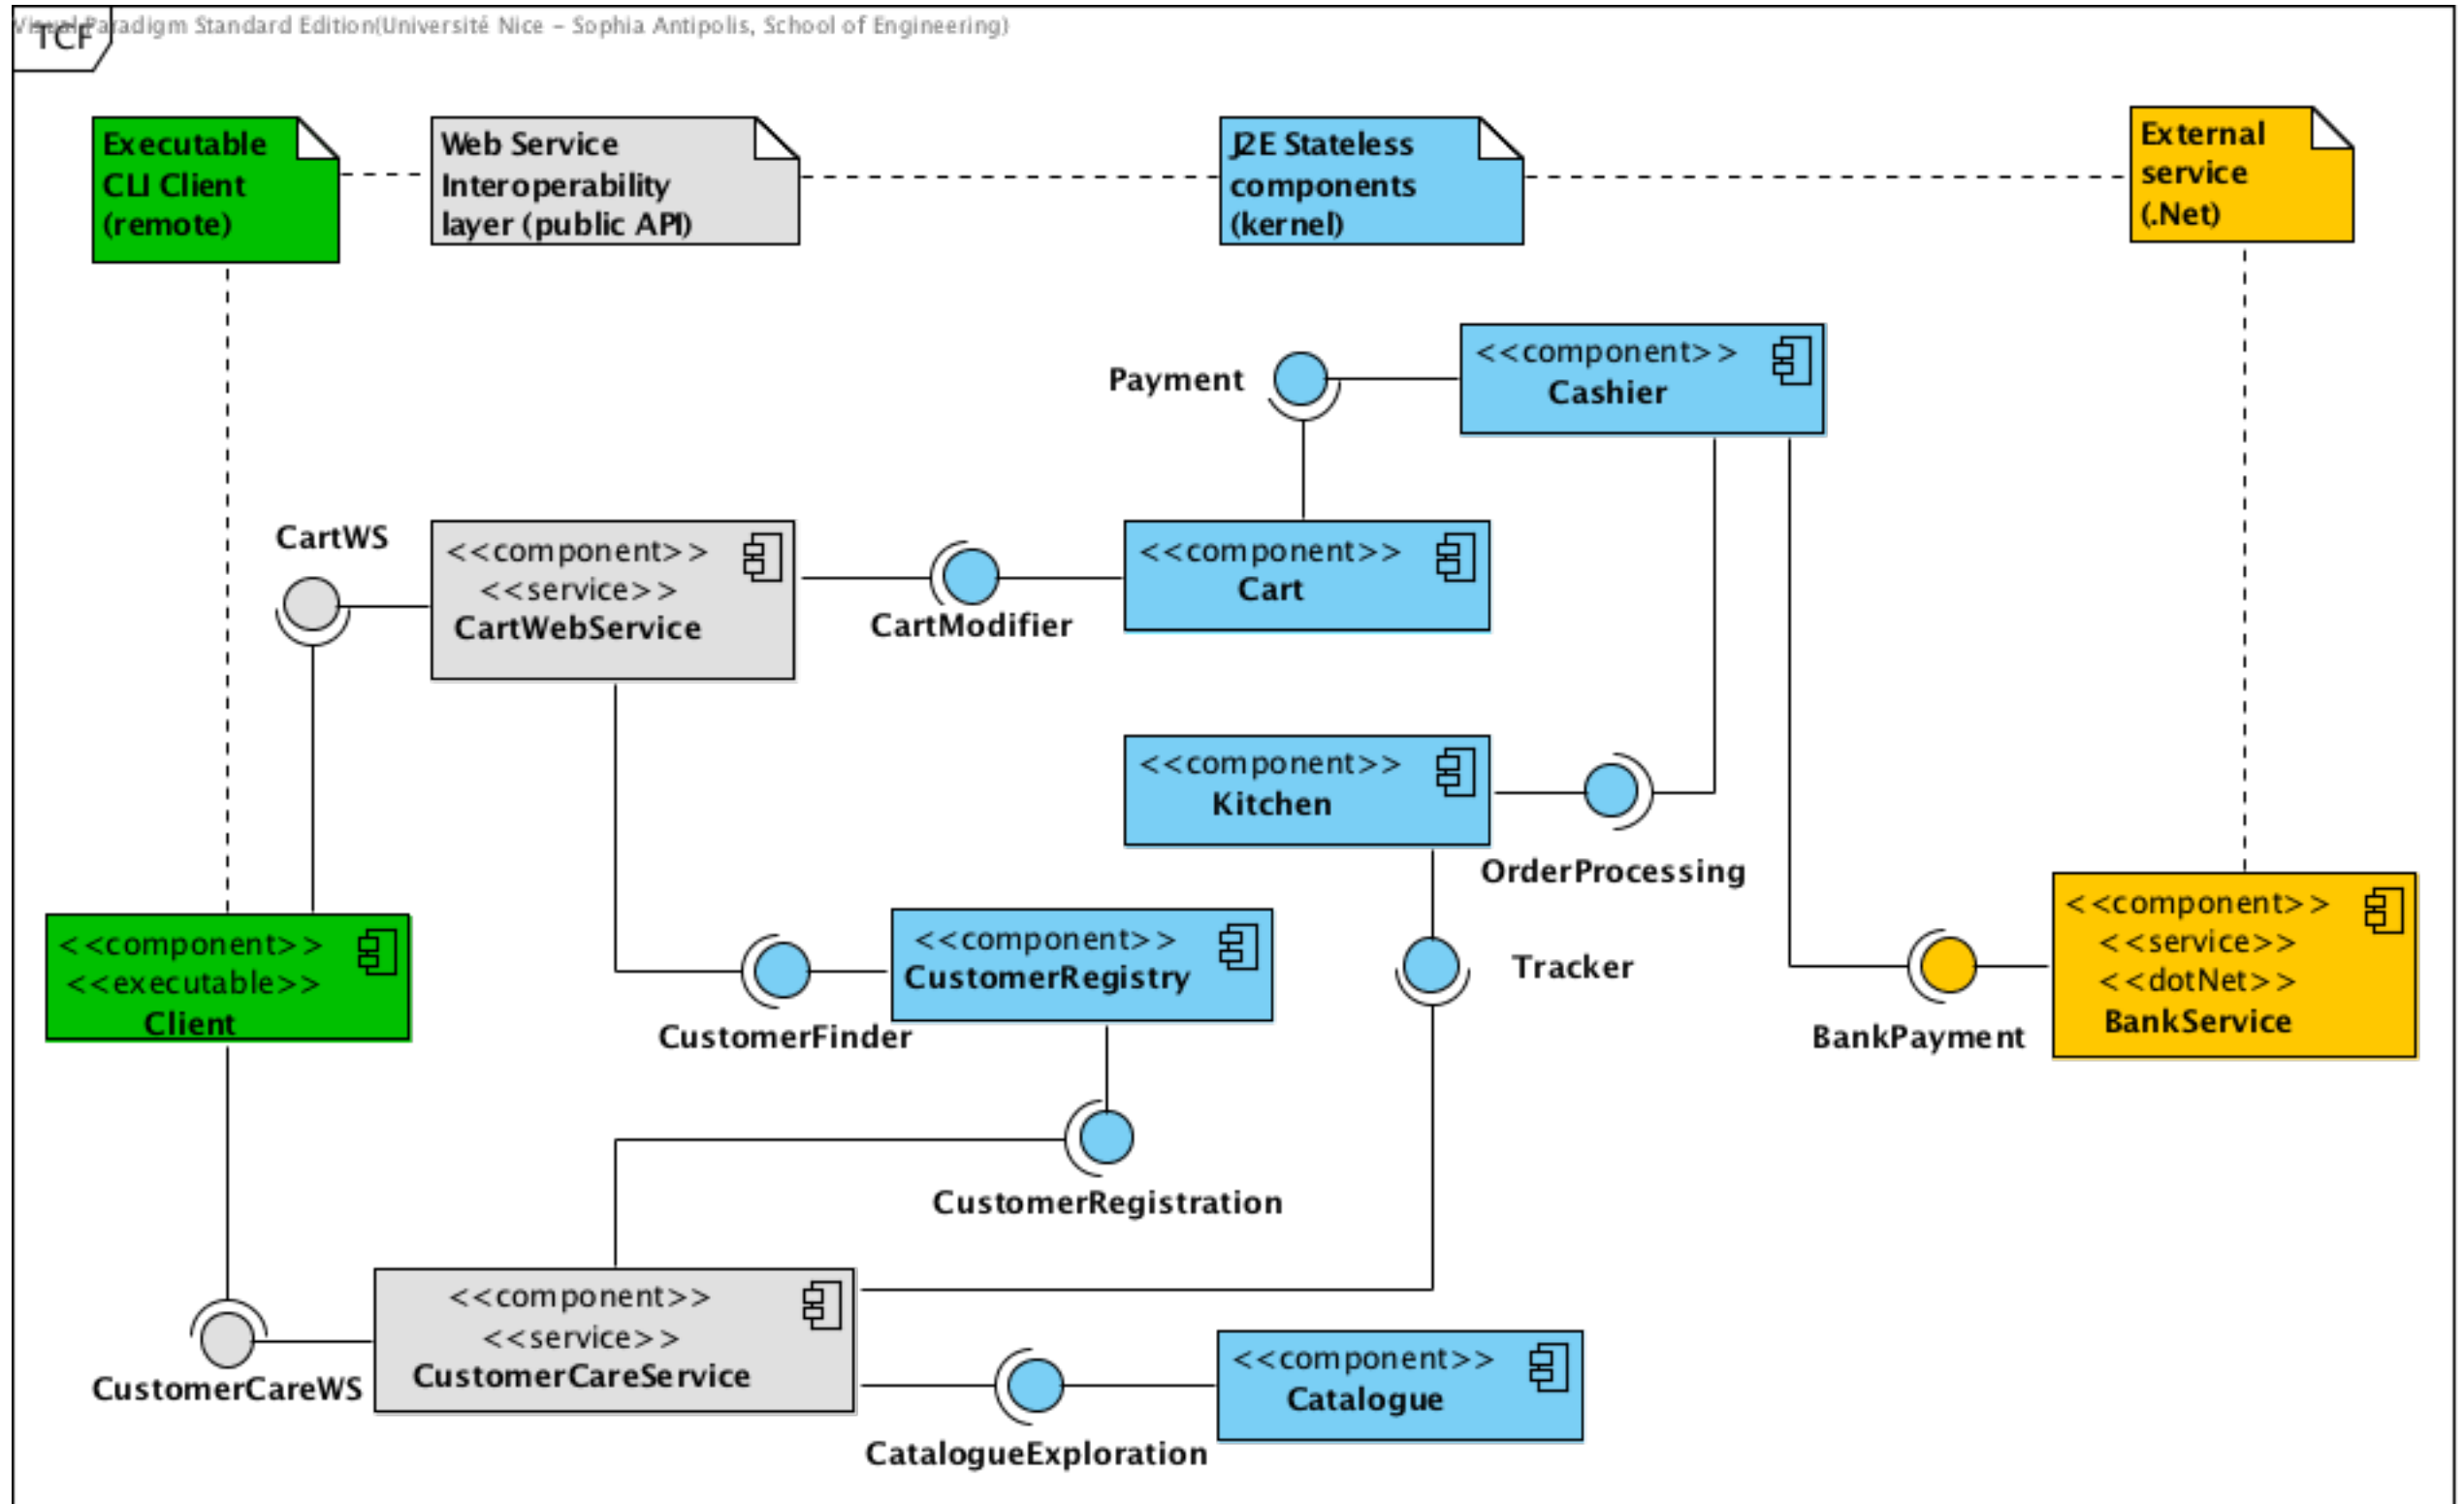 Visual Paradigm Standard Edition(Université Nice – Sophia Antipolis, School of Engineering)
TCF
Executable
CLI Client
(remote)
Web Service
Interoperability
layer (public API)
J2E Stateless
components
(kernel)
External
service
(.Net)
Payment
<<component>>
Cashier
CartWS
<<component>>
<<service>>
CartWebService
CartModifier
<<component>>
Cart
<<component>>
Kitchen
OrderProcessing
<<component>>
<<executable>>
Client
CustomerFinder
<<component>>
CustomerRegistry
Tracker
BankPayment
<<component>>
<<service>>
<<dotNet>>
BankService
CustomerRegistration
CustomerCareWS
<<component>>
<<service>>
CustomerCareService
CatalogueExploration
<<component>>
Catalogue